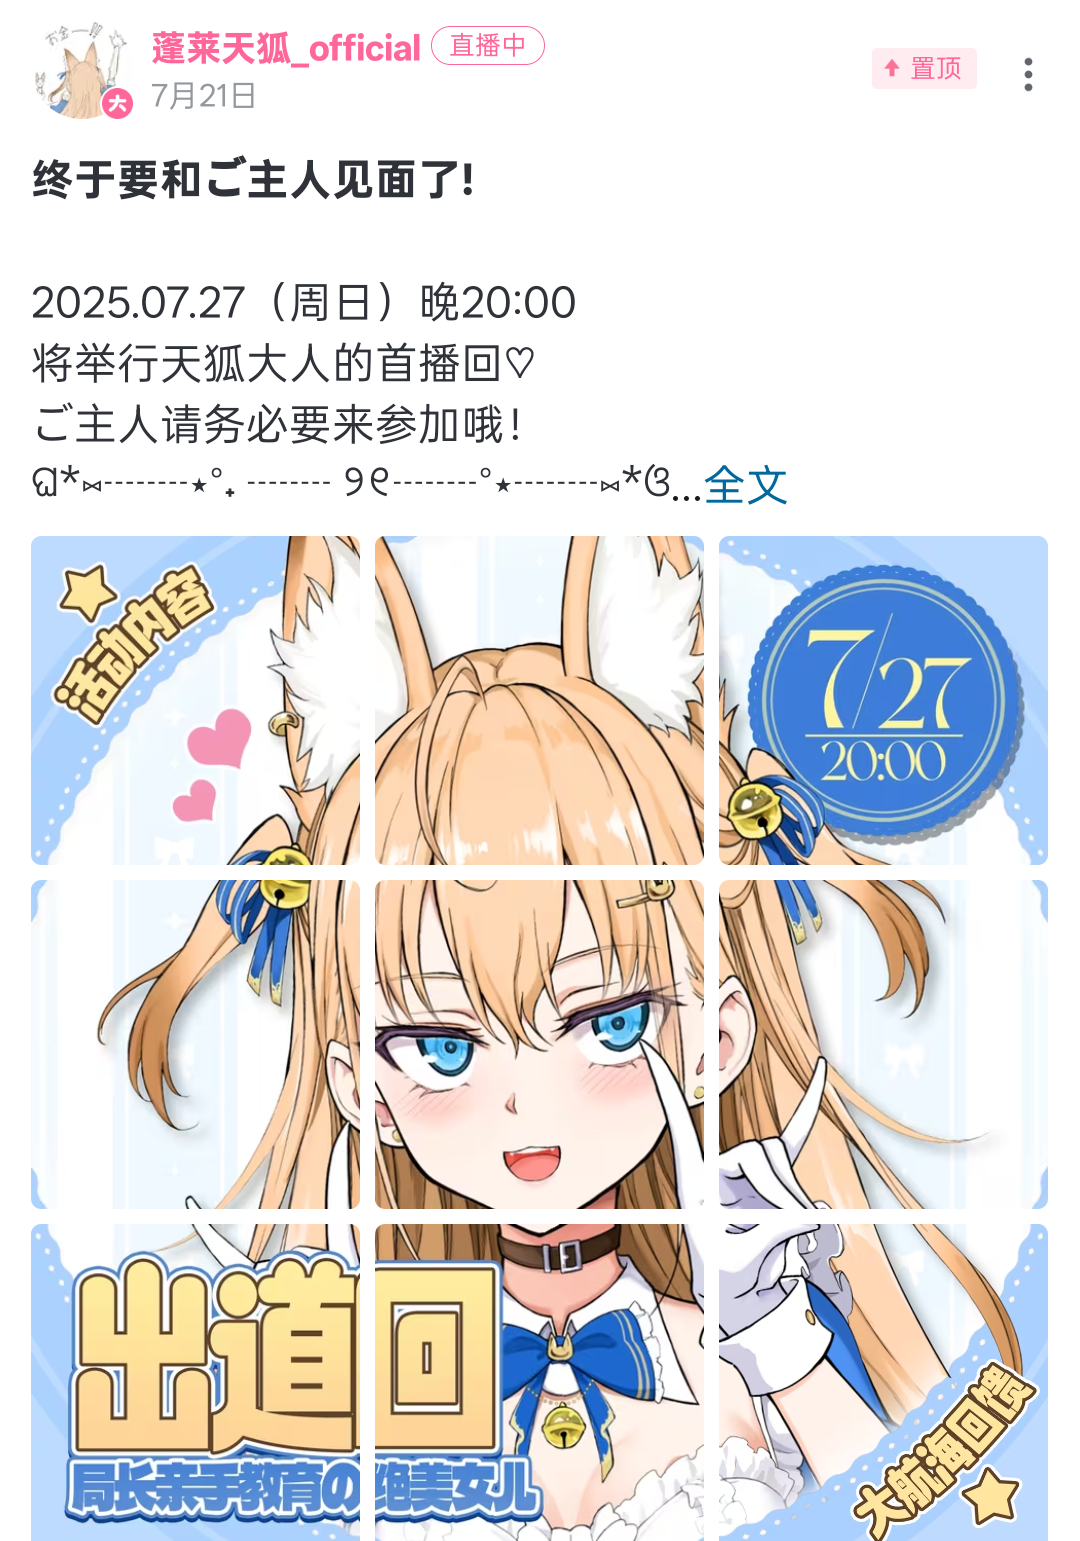 お金ー!!!
蓬莱天狐_official 直播中
大
7月21日
置顶
终于要和ご主人见面了!
2025.07.27（周日）晚20:00
将举行天狐大人的首播回♡
ご主人请务必要来参加哦！
ଘ*⑅┈┈┈┈⋆°˖ ┈┈┈┈ ୨୧┈┈┈┈°⋆┈┈┈┈⑅*ଓ...全文
活动内容
7/27
20:00
出道回
局长亲手教育の绝美女儿
大航海回馈